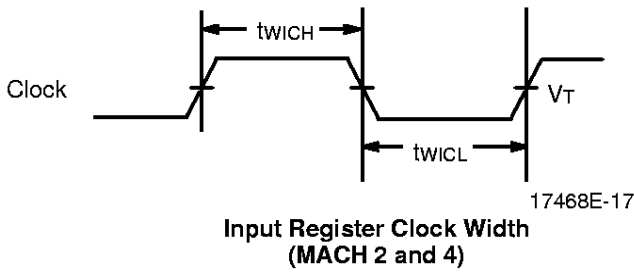 tWICH
Clock
VT
tWICL
17468E-17
Input Register Clock Width
(MACH 2 and 4)